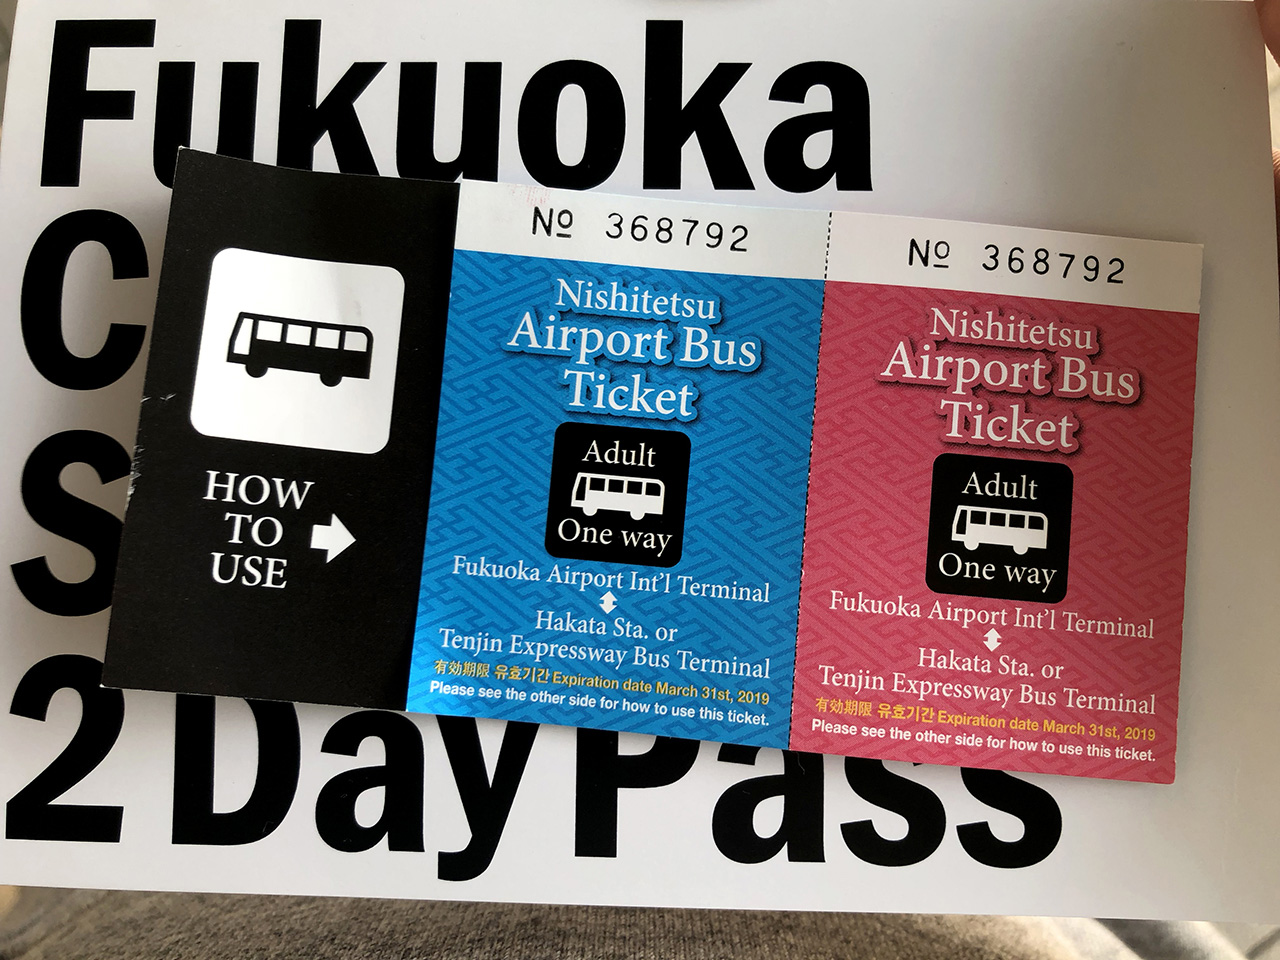 Fukuoka
C
S
2 Day Pass
HOW
TO
USE
№ 368792
Nishitetsu
Airport Bus
Ticket
Adult
One way
Fukuoka Airport Int'l Terminal
Hakata Sta. or
Tenjin Expressway Bus Terminal
有効期限 유효기간 Expiration date March 31st, 2019
Please see the other side for how to use this ticket.
№ 368792
Nishitetsu
Airport Bus
Ticket
Adult
One way
Fukuoka Airport Int'l Terminal
Hakata Sta. or
Tenjin Expressway Bus Terminal
有効期限 유효기간 Expiration date March 31st, 2019
Please see the other side for how to use this ticket.